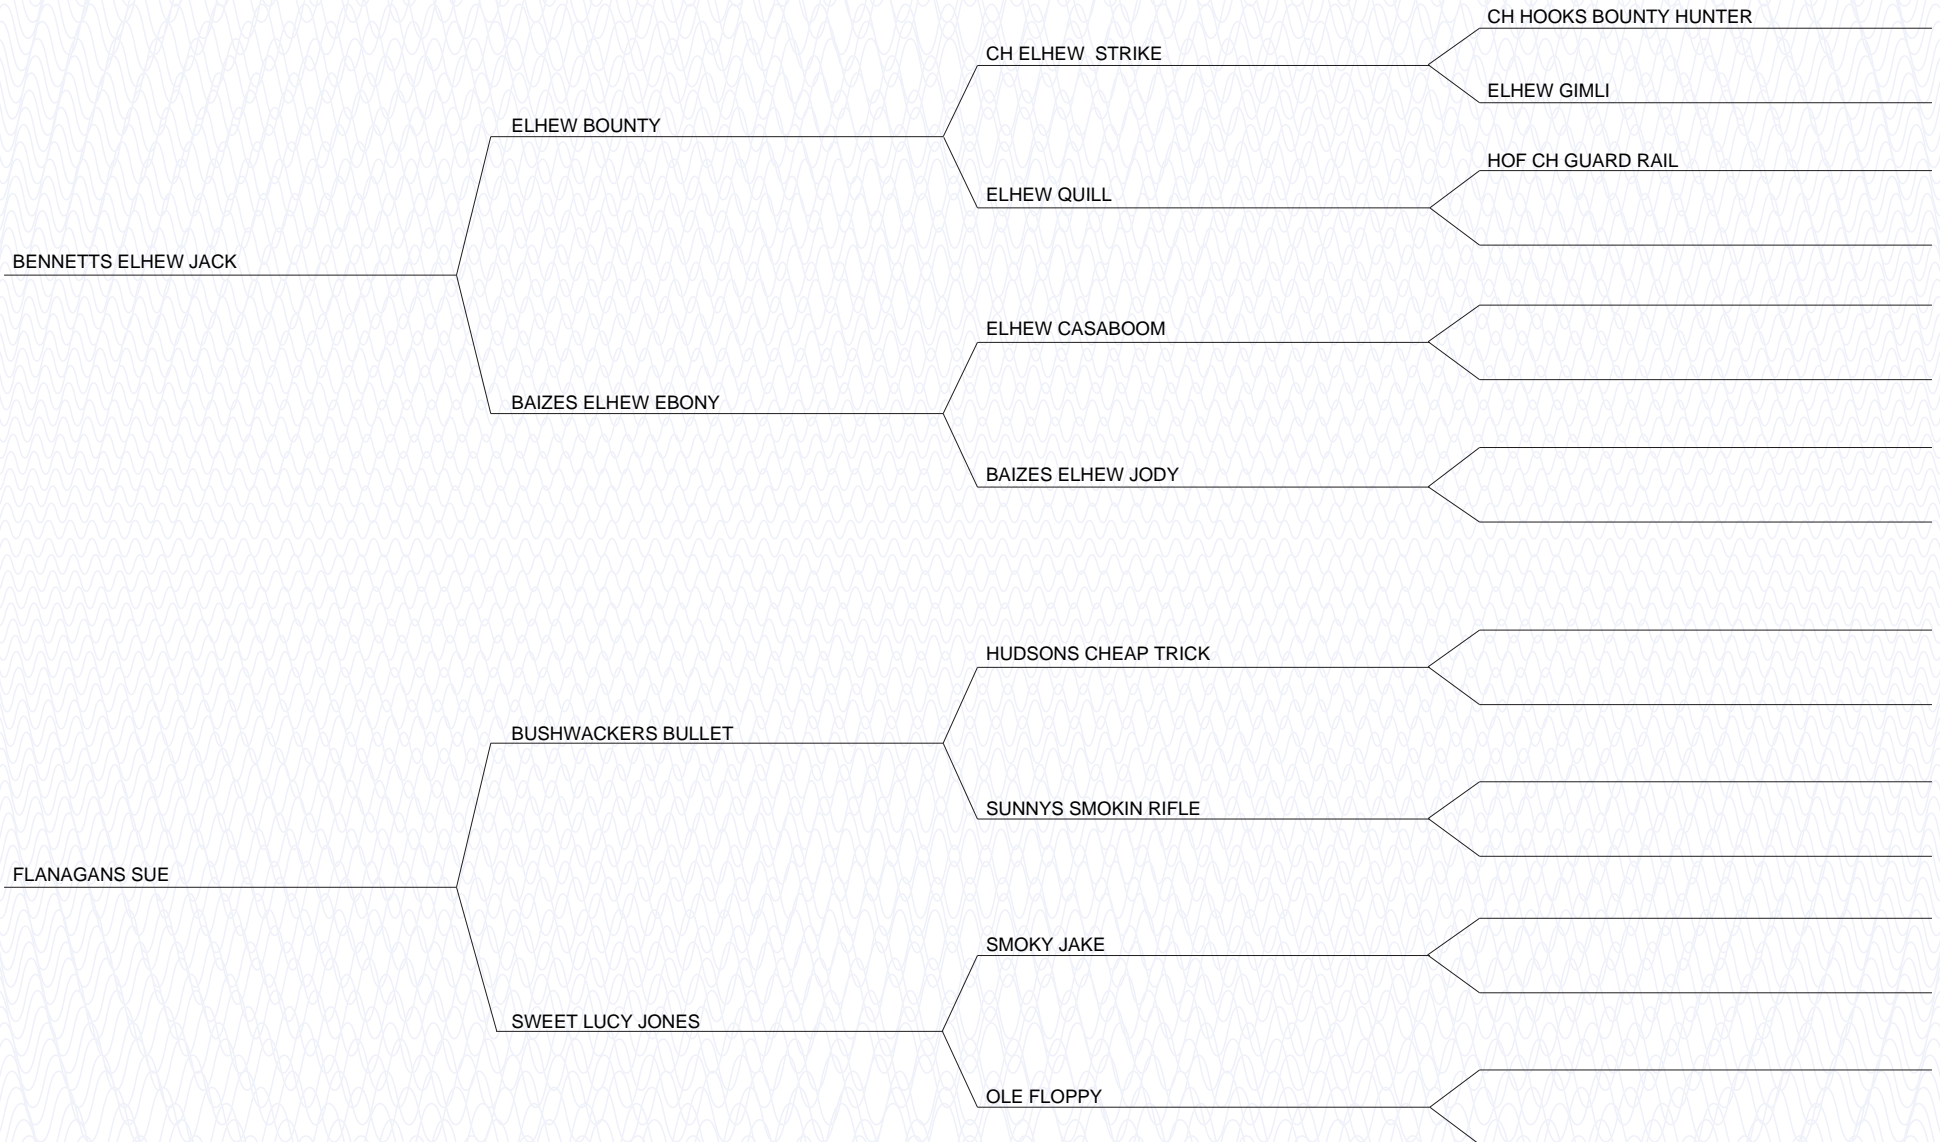 CH HOOKS BOUNTY HUNTER
CH ELHEW  STRIKE
ELHEW GIMLI
ELHEW BOUNTY
HOF CH GUARD RAIL
ELHEW QUILL
BENNETTS ELHEW JACK
ELHEW CASABOOM
BAIZES ELHEW EBONY
BAIZES ELHEW JODY
HUDSONS CHEAP TRICK
BUSHWACKERS BULLET
SUNNYS SMOKIN RIFLE
FLANAGANS SUE
SMOKY JAKE
SWEET LUCY JONES
OLE FLOPPY